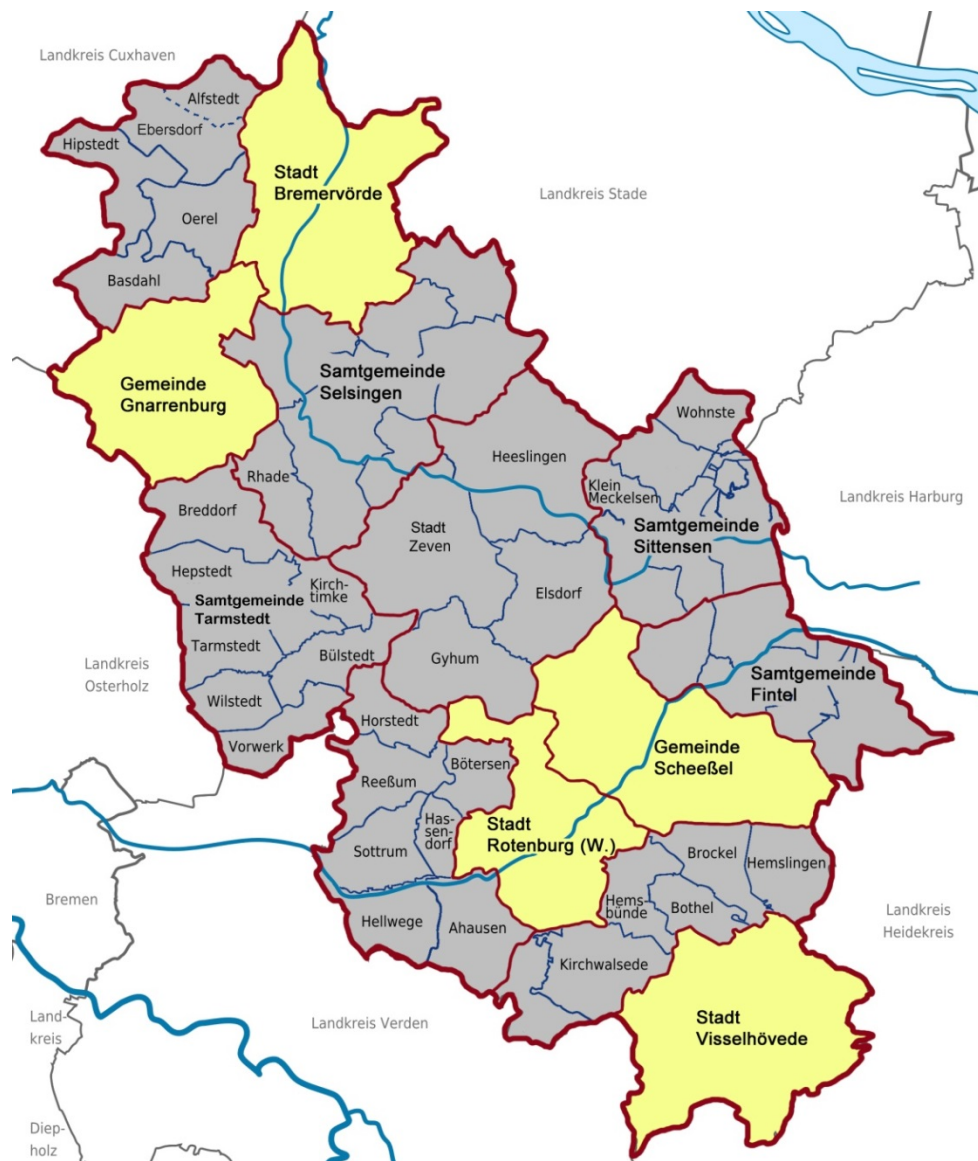 Landkreis Cuxhaven
Alfstedt
Ebersdorf
Hipstedt
Stadt
Bremervörde
Landkreis Stade
Oerel
Basdahl
Gemeinde
Gnarrenburg
Samtgemeinde
Selsingen
Wohnste
Heeslingen
Rhade
Klein
Meckelsen
Landkreis Harburg
Breddorf
Stadt
Zeven
Samtgemeinde
Sittensen
Hepstedt
Kirch-
timke
Elsdorf
Samtgemeinde
Tarmstedt
Tarmstedt
Bülstedt
Gyhum
Landkreis
Osterholz
Samtgemeinde
Fintel
Wilstedt
Horstedt
Vorwerk
Gemeinde
Scheeßel
Bötersen
Reeßum
Has-
sen-
dorf
Stadt
Rotenburg (W.)
Sottrum
Brockel
Hemslingen
Bremen
Hems-
bünde
Bothel
Landkreis
Heidekreis
Hellwege
Ahausen
Kirchwalsede
Land-
kreis
Landkreis Verden
Stadt
Visselhövede
Diep-
holz